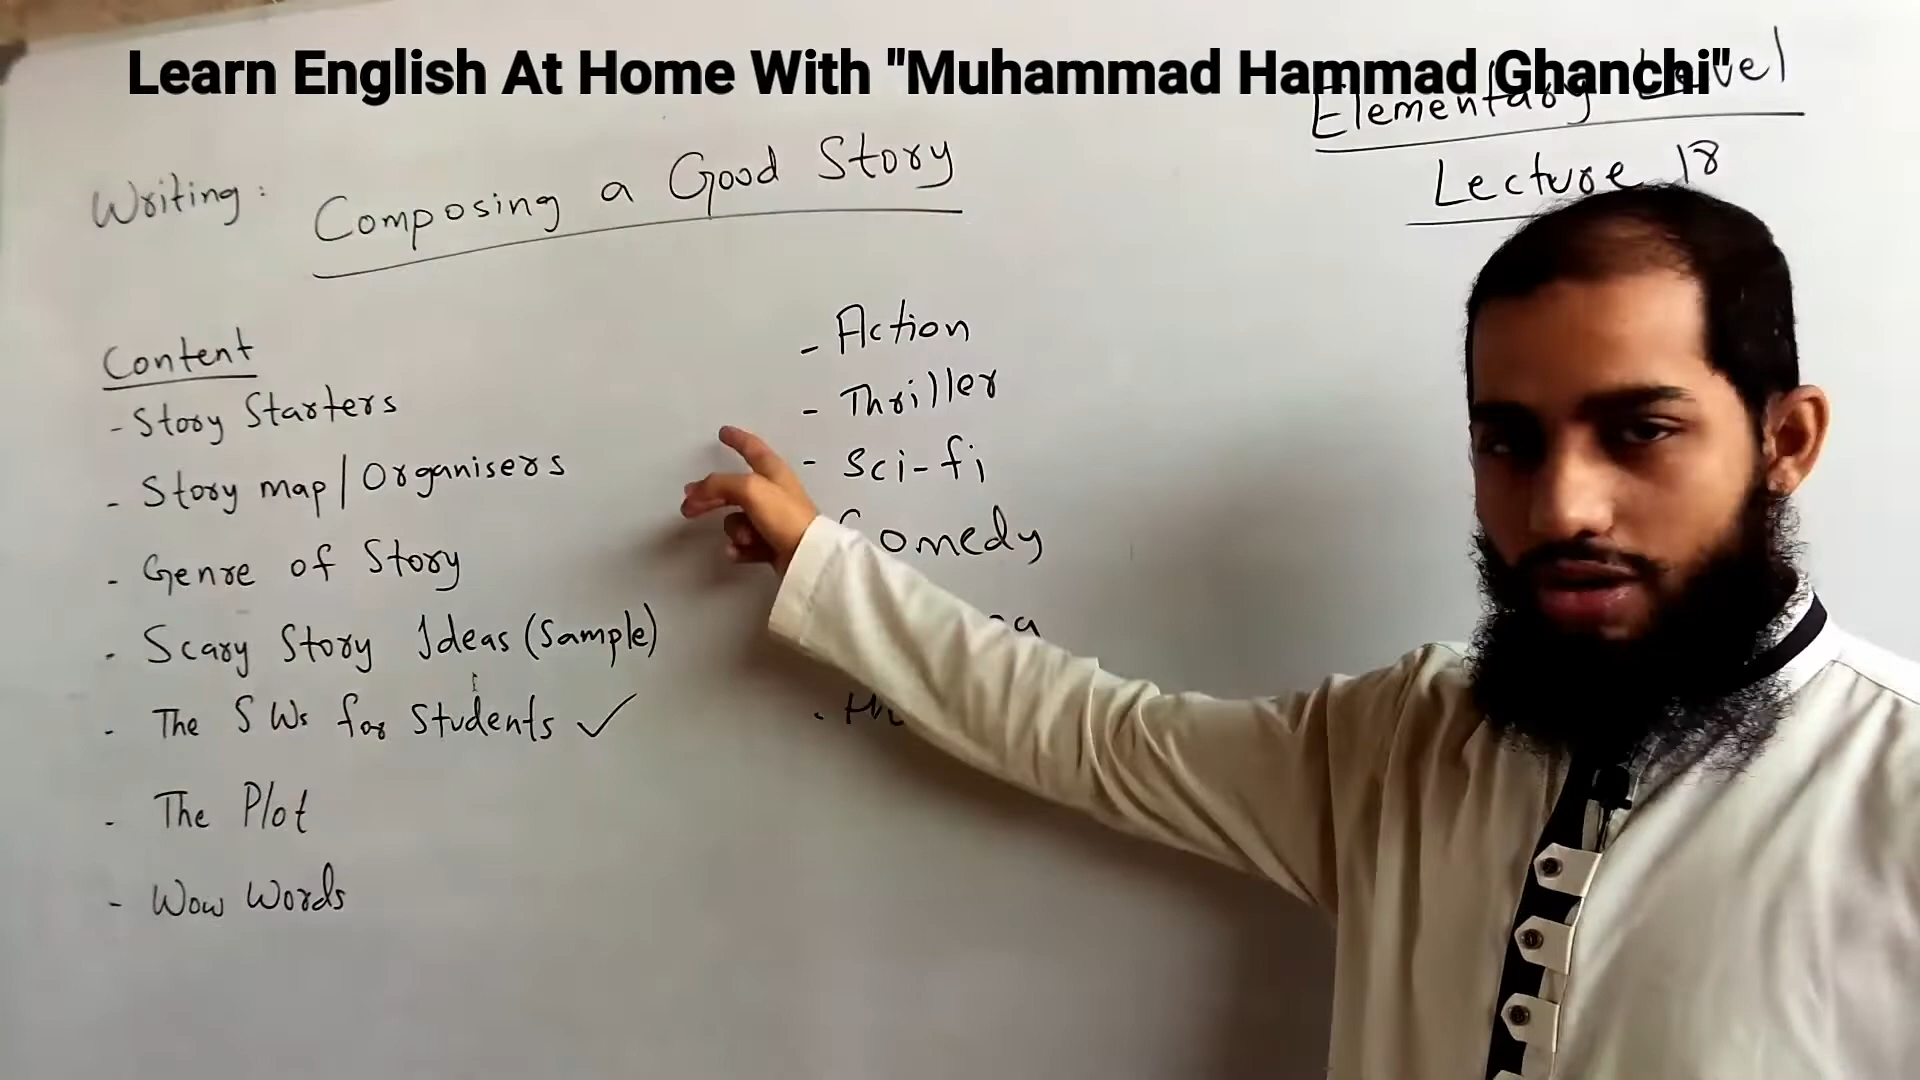 Learn English At Home With "Muhammad Hammad Ghanchi"
Elementary Level
Lecture 18
Writing: Composing a Good Story
Content
- Story Starters
- Story map / Organisers
- Genre of Story
- Scary Story Ideas (Sample)
- The 5 Ws for Students ✓
- The Plot
- Wow Words
- Action
- Thriller
- Sci-fi
Comedy